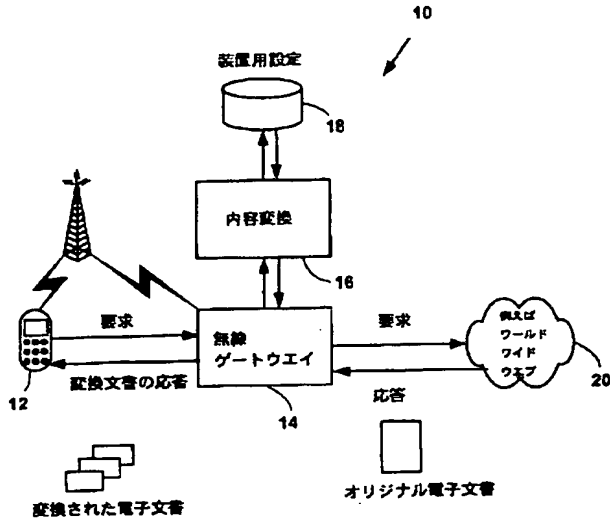 10
装置用設定
18
内容変換
16
要求
無線
ゲートウエイ
要求
例えば
ワールド
ワイド
ウエブ
12
変換文書の応答
14
応答
20
変換された電子文書
オリジナル電子文書